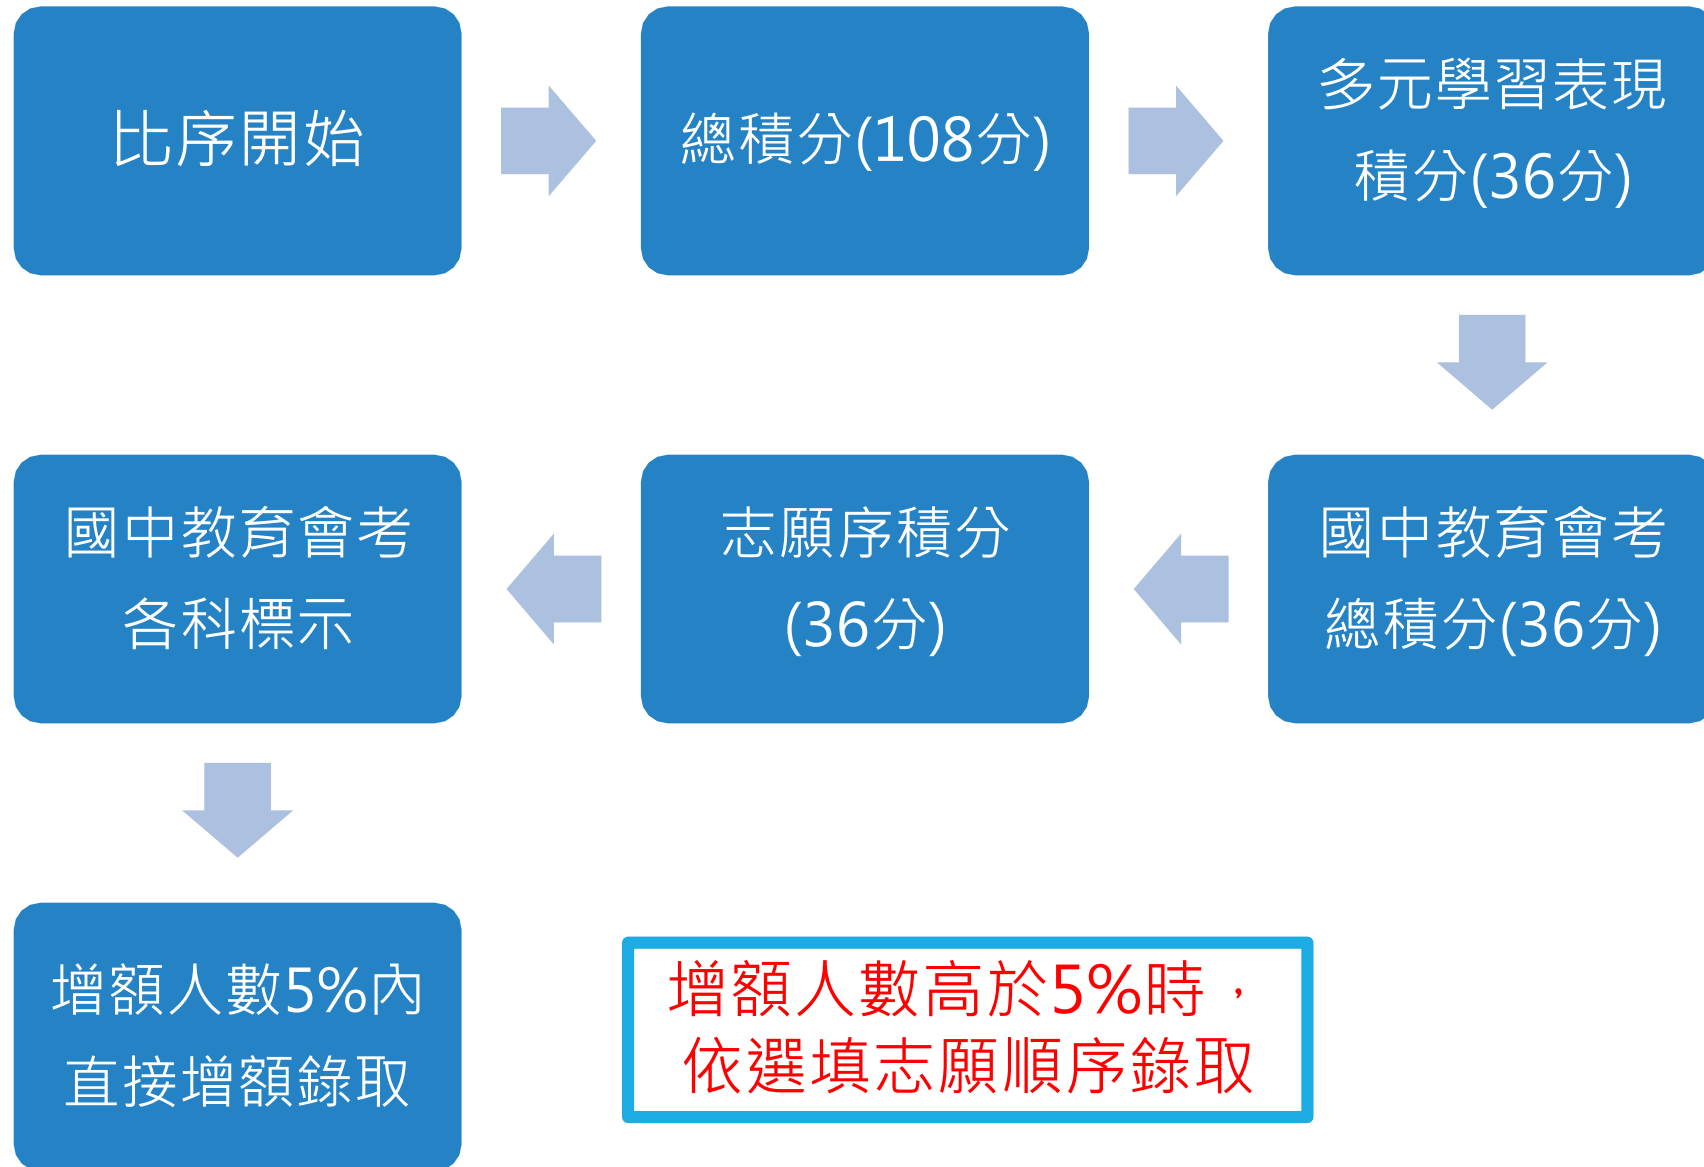 比序開始
總積分(108分)
多元學習表現
積分(36分)
國中教育會考
總積分(36分)
志願序積分
(36分)
國中教育會考
各科標示
增額人數5%內
直接增額錄取
增額人數高於5%時，
依選填志願順序錄取